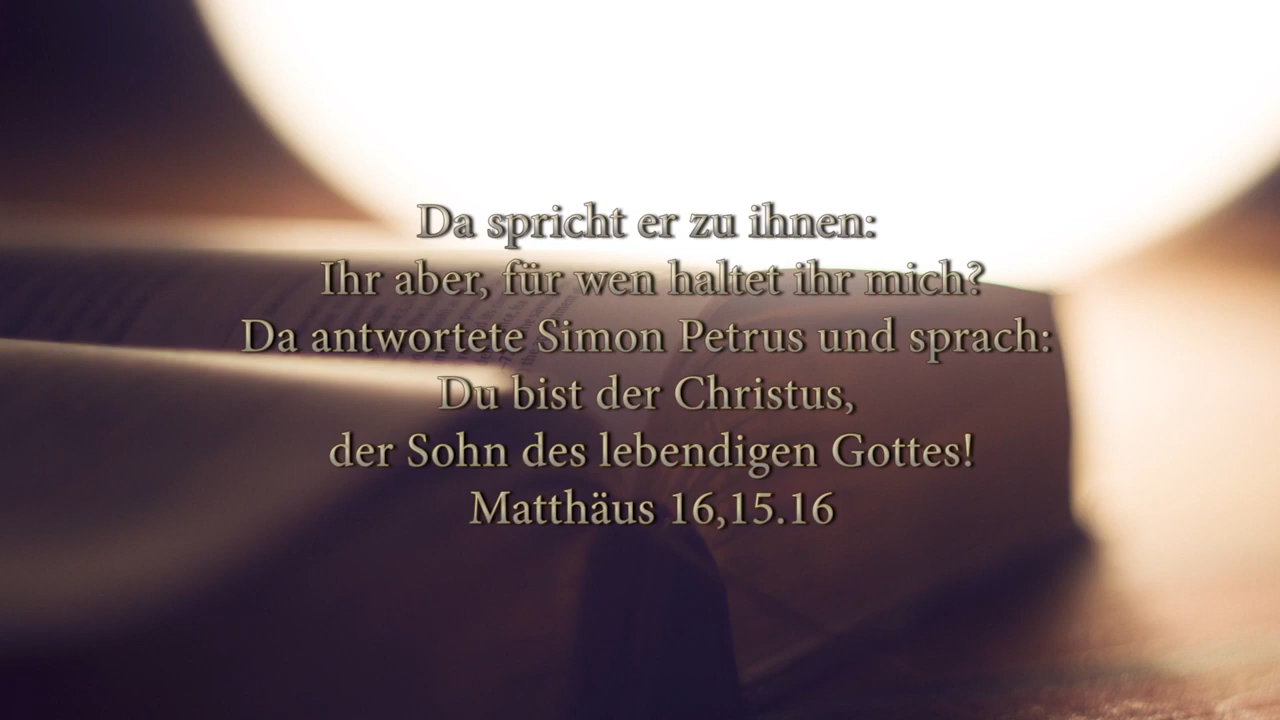 Da spricht er zu ihnen:
Ihr aber, für wen haltet ihr mich?
Da antwortete Simon Petrus und sprach:
Du bist der Christus,
der Sohn des lebendigen Gottes!
Matthäus 16,15.16